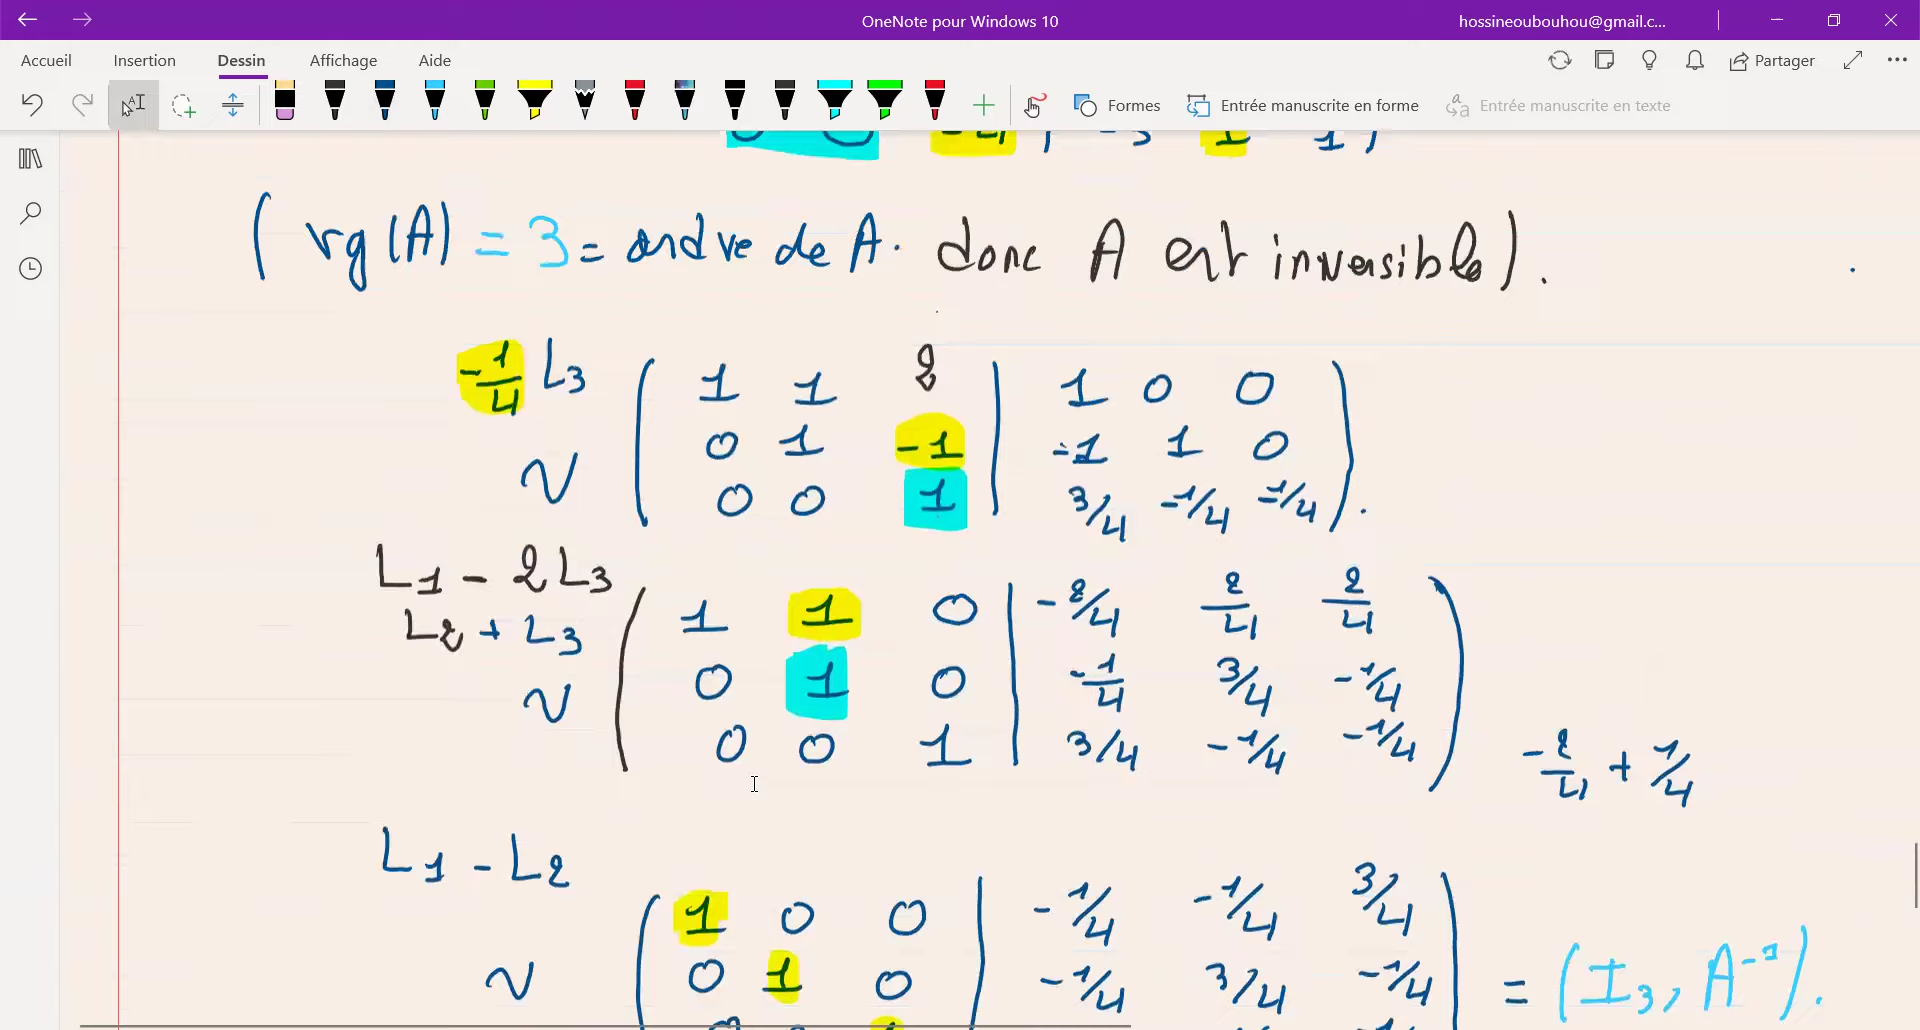 OneNote pour Windows 10 hossineoubouhou@gmail.c...
Accueil Insertion Dessin Affichage Aide Partager
Formes Entrée manuscrite en forme Entrée manuscrite en texte
1 1
( rg(A) = 3 = ordre de A. donc A est inversible).
-1/4 L3 ( 1 1 2 | 1 0 0 )
0 1 -1 | -1 1 0
~ 0 0 1 | 3/4 -1/4 -1/4 .
L1 - 2L3
L2 + L3 ( 1 1 0 | -2/4 2/4 2/4 )
~ 0 1 0 | -1/4 3/4 -1/4
0 0 1 | 3/4 -1/4 -1/4
-2/4 + 1/4
L1 - L2
( 1 0 0 | -1/4 -1/4 3/4 )
~ 0 1 0 | -1/4 3/4 -1/4 = (I3, A⁻¹).